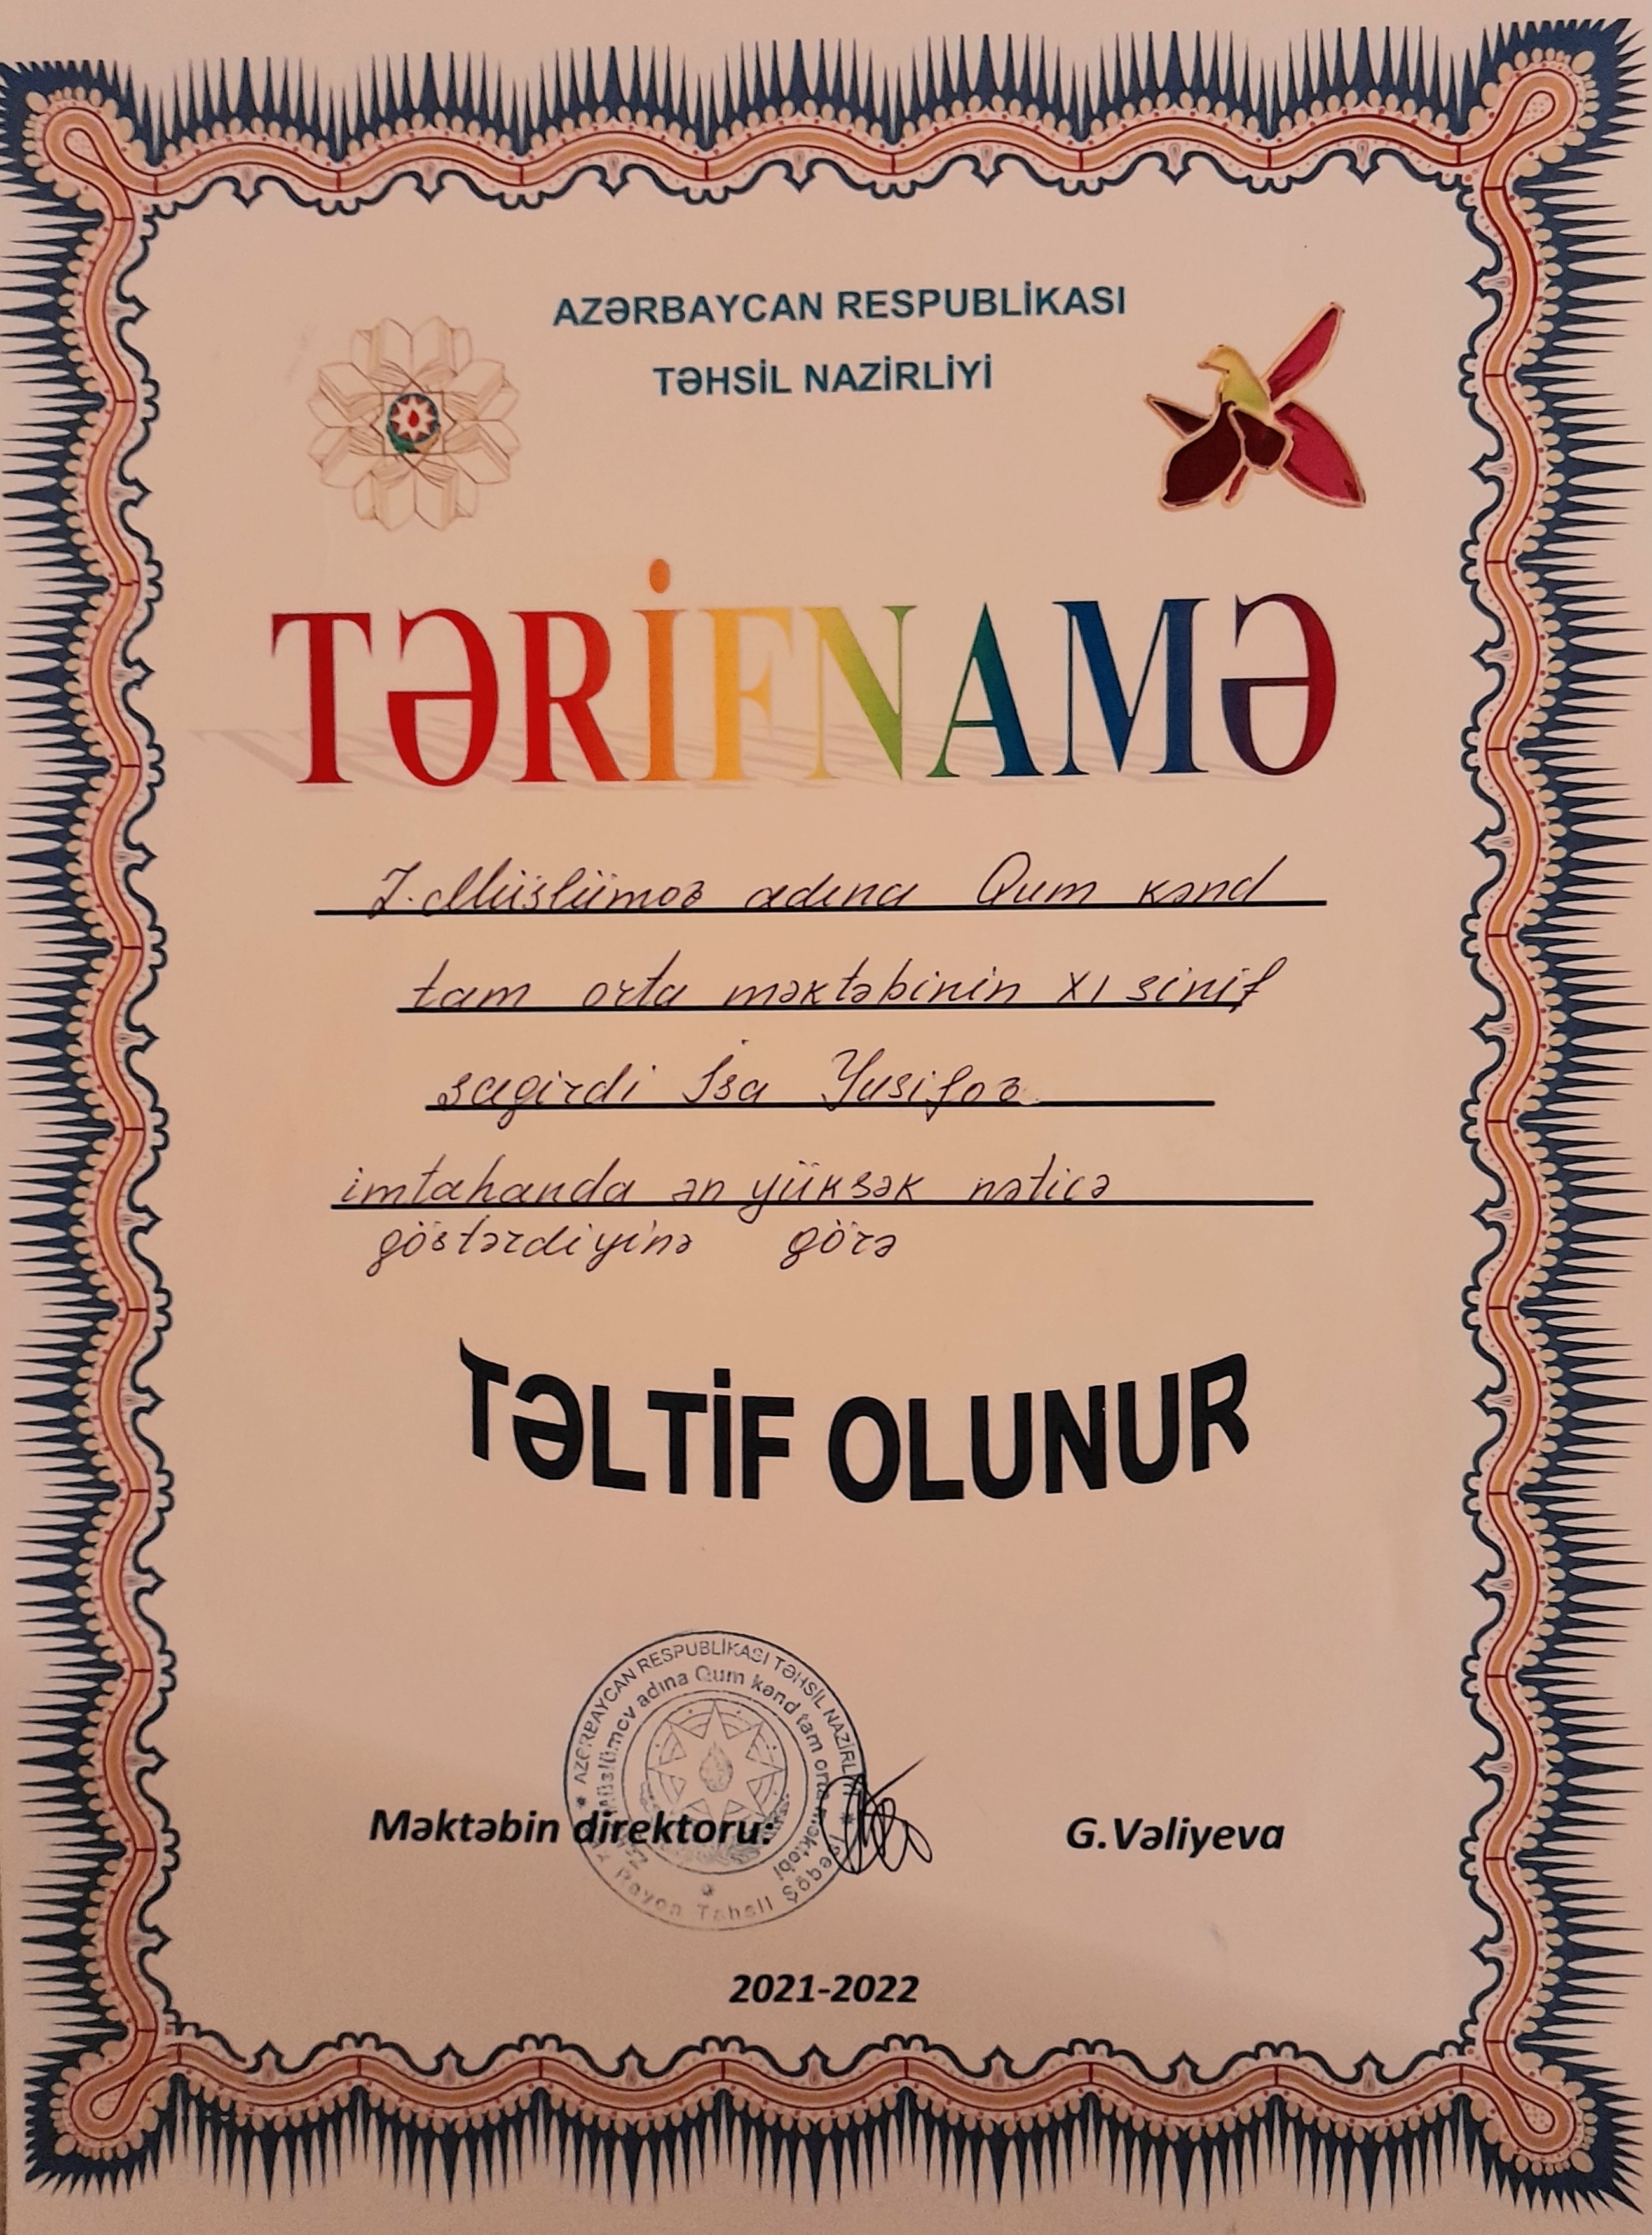 AZƏRBAYCAN RESPUBLİKASI
TƏHSİL NAZİRLİYİ
TƏRİFNAMƏ
Z. Müslümov adına Qum kənd
tam orta məktəbinin XI sinif
şagirdi İsa Yusifov
imtahanda ən yüksək nəticə
göstərdiyinə görə
TƏLTİF OLUNUR
AZƏRBAYCAN RESPUBLİKASI TƏHSİL NAZİRLİYİ
Müslümov adına Qum kənd tam orta məktəbi
Rayon Təhsil Şöbəsi
Məktəbin direktoru:
G.Vəliyeva
2021-2022